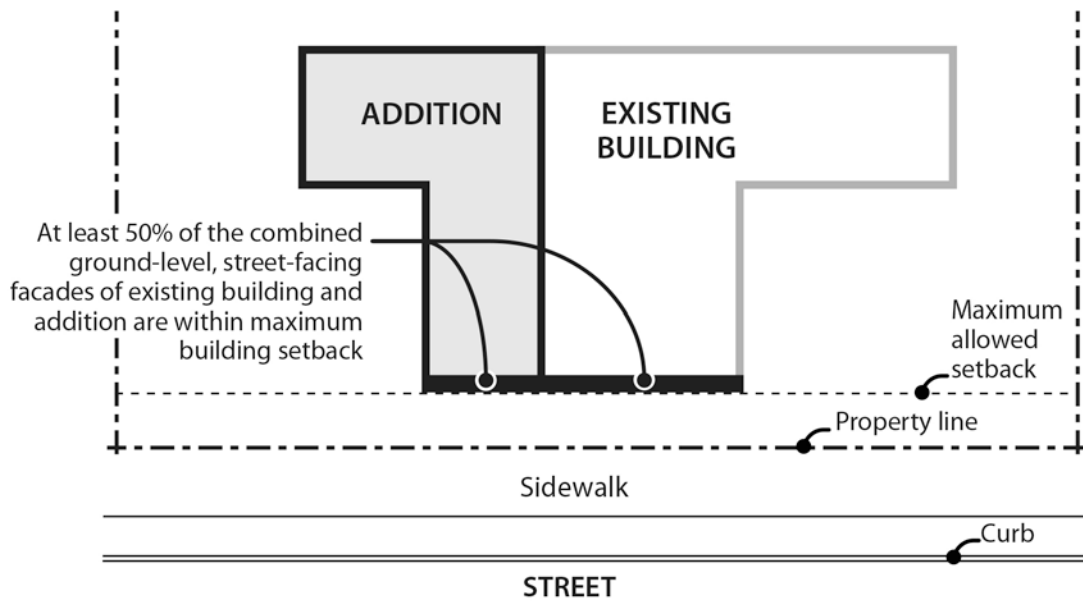 ADDITION
EXISTING
BUILDING
At least 50% of the combined
ground-level, street-facing
facades of existing building and
addition are within maximum
building setback
Maximum
allowed
setback
Property line
Sidewalk
Curb
STREET